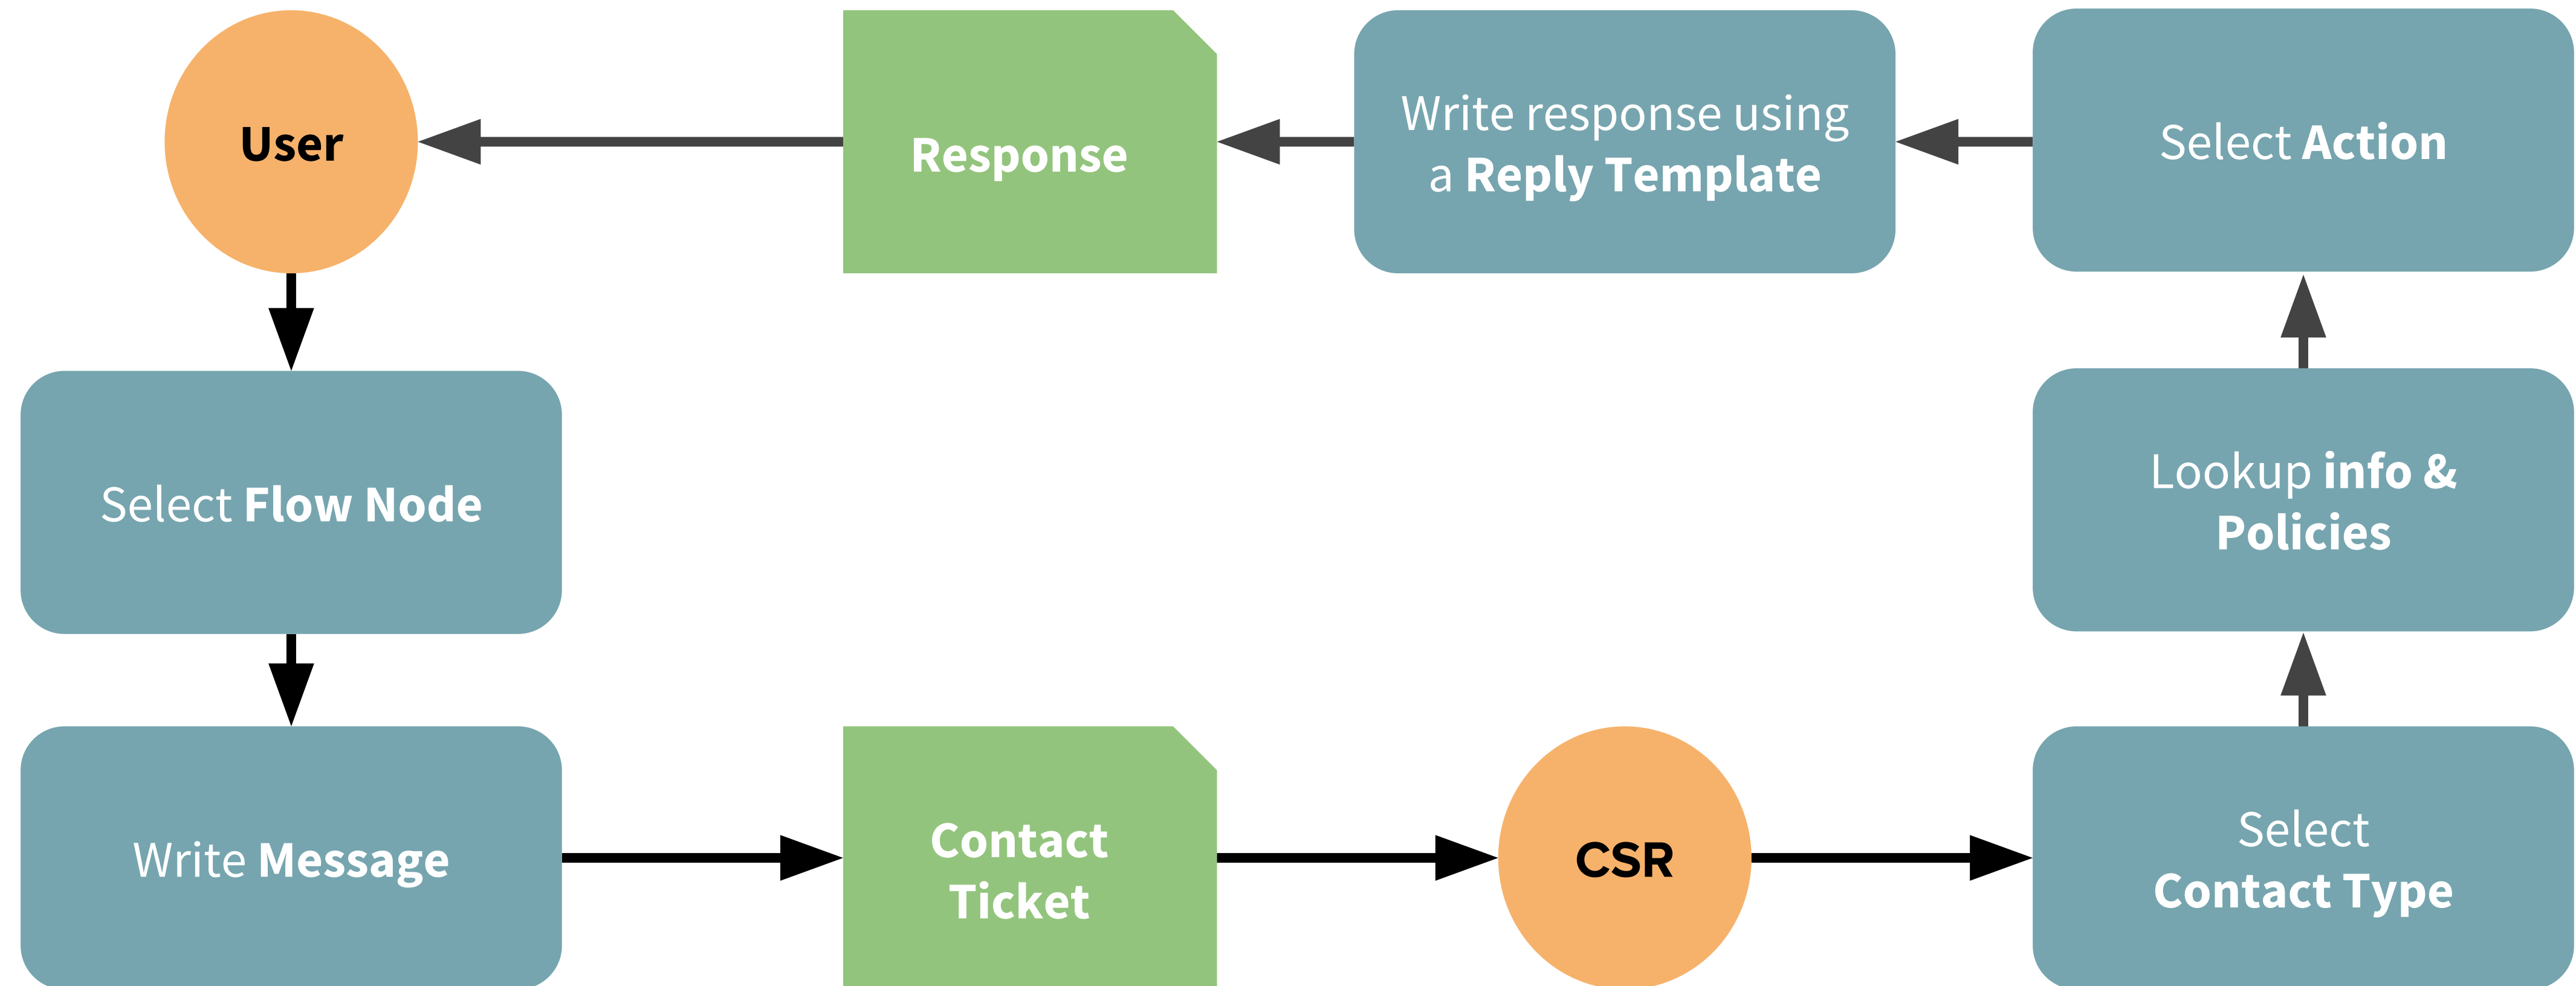 User
Response
Write response using
a Reply Template
Select Action
Select Flow Node
Lookup info &
Policies
Write Message
Contact
Ticket
CSR
Select
Contact Type